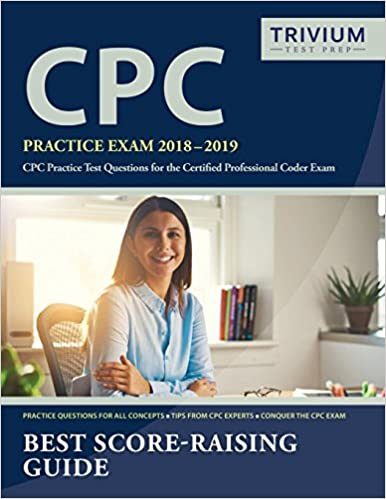 TRIVIUM
TEST PREP
CPC
PRACTICE EXAM 2018–2019
CPC Practice Test Questions for the Certified Professional Coder Exam
PRACTICE QUESTIONS FOR ALL CONCEPTS ■ TIPS FROM CPC EXPERTS ■ CONQUER THE CPC EXAM
BEST SCORE-RAISING
GUIDE